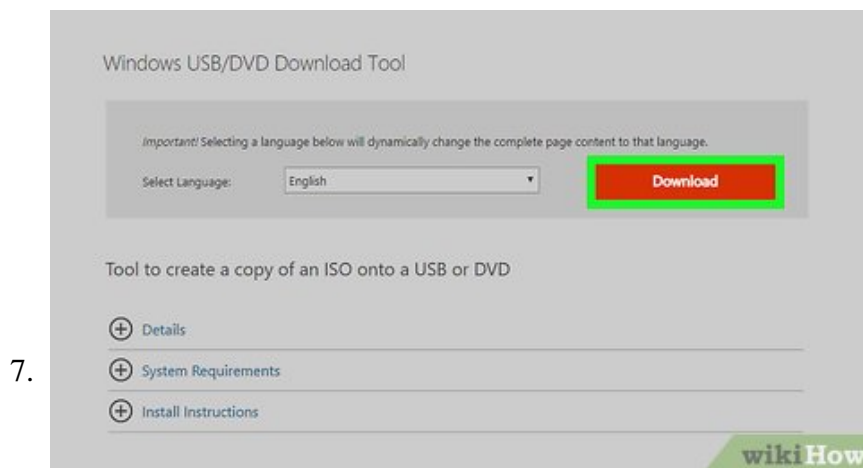 Windows USB/DVD Download Tool
Important! Selecting a language below will dynamically change the complete page content to that language.
Select Language:
English
Download
Tool to create a copy of an ISO onto a USB or DVD
Details
System Requirements
7.
Install Instructions
wikiHow